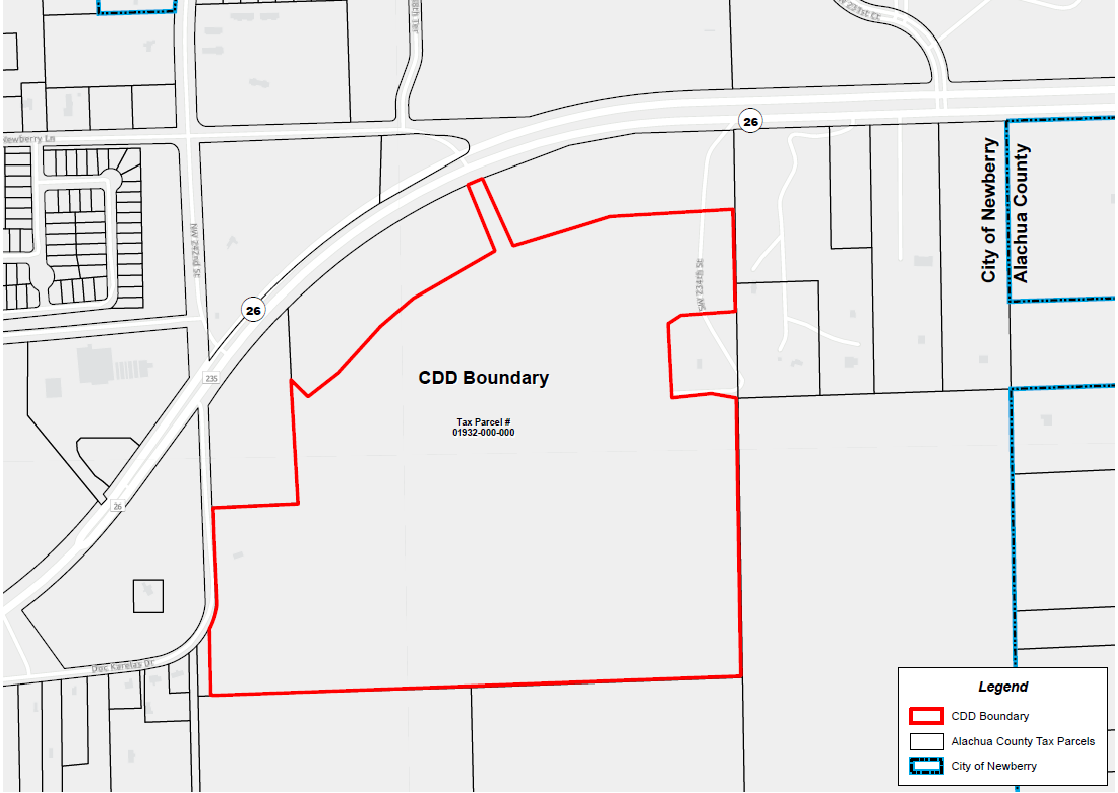 Newberry Ln
NW 242nd St
26
26
235
26
SW 234th St
City of Newberry
Alachua County
CDD Boundary
Tax Parcel #
01932-000-000
Doc Karelas Dr
Legend
CDD Boundary
Alachua County Tax Parcels
City of Newberry